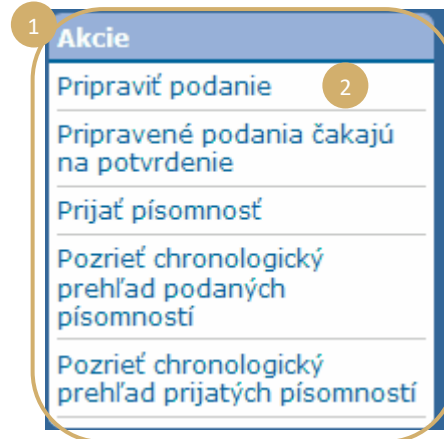 1
Akcie
Pripraviť podanie 2
Pripravené podania čakajú
na potvrdenie
Prijať písomnosť
Pozrieť chronologický
prehľad podaných
písomností
Pozrieť chronologický
prehľad prijatých písomností